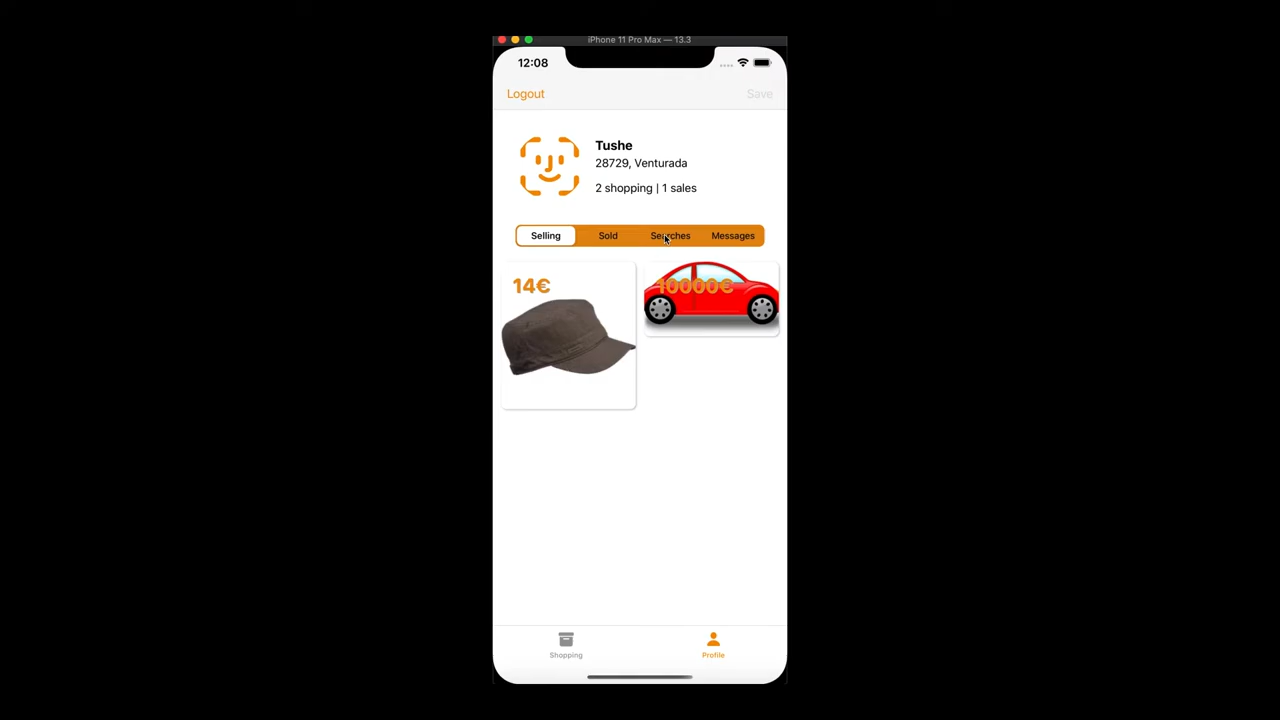 iPhone 11 Pro Max — 13.3
12:08
Logout
Save
Tushe
28729, Venturada
2 shopping | 1 sales
Selling
Sold
Searches
Messages
14€
10000€
Shopping
Profile